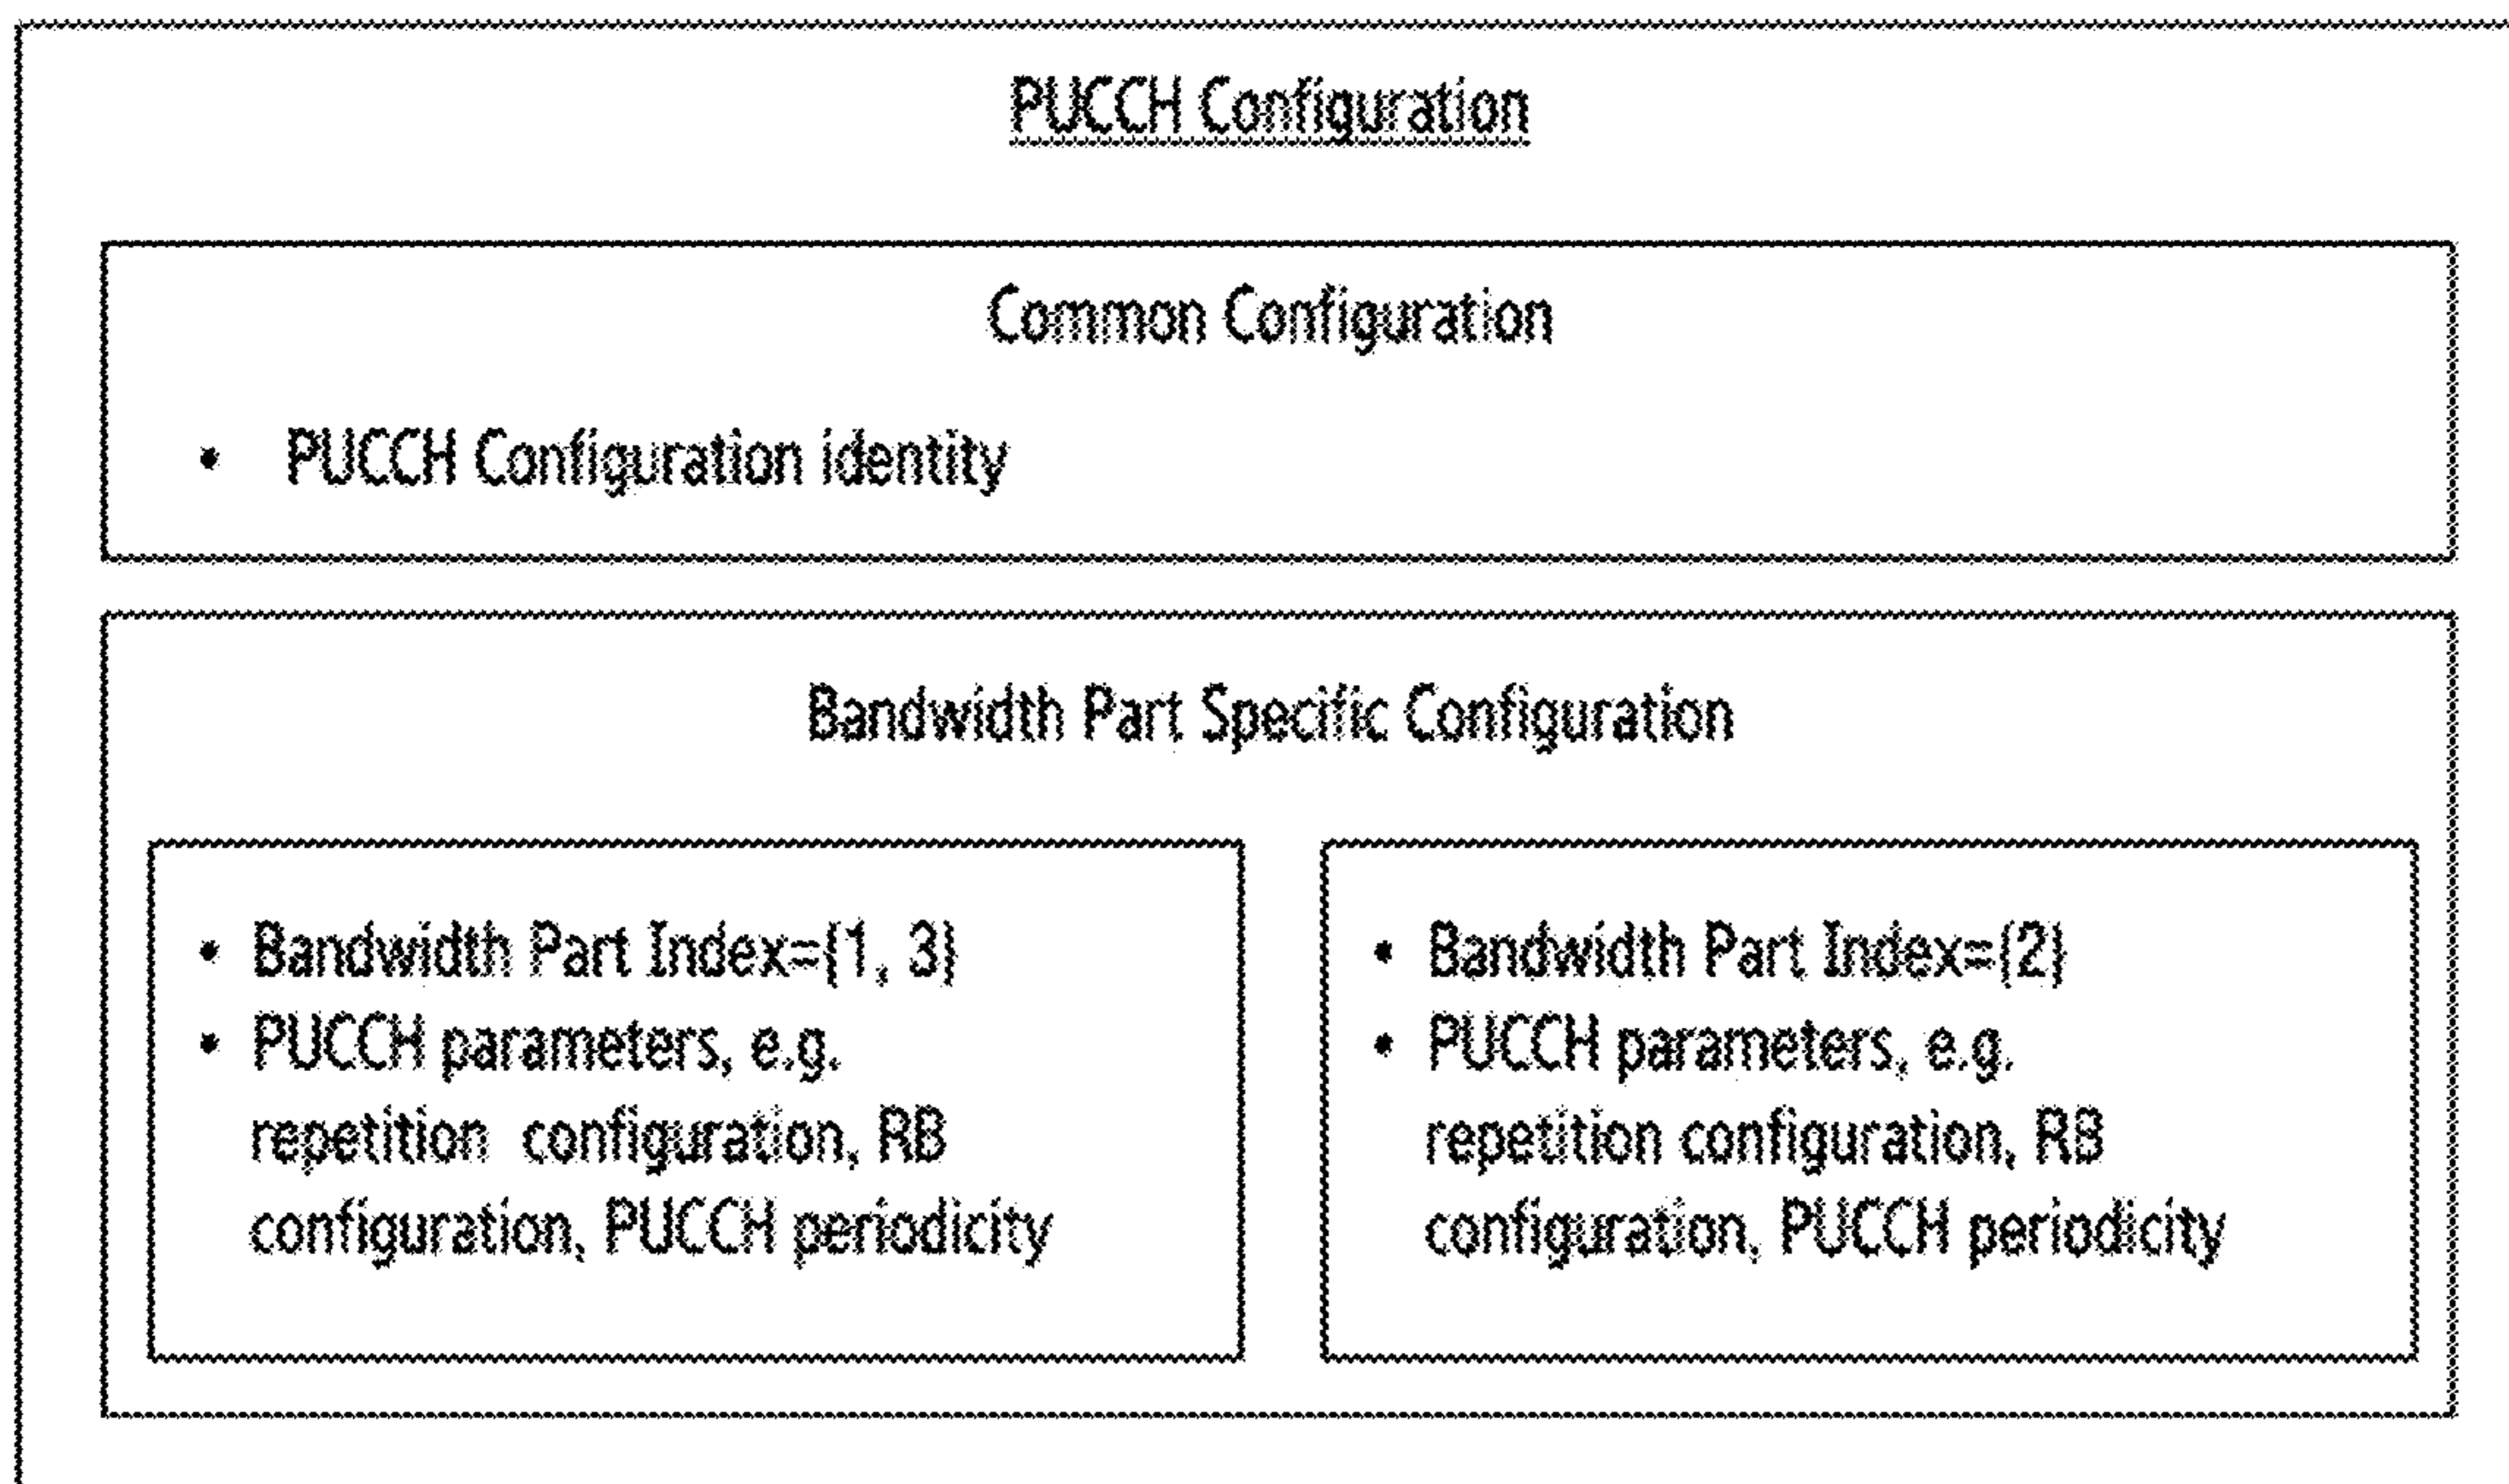 PUCCH Configuration
Common Configuration
• PUCCH Configuration identity
Bandwidth Part Specific Configuration
• Bandwidth Part Index={1, 3}
• PUCCH parameters, e.g.
repetition configuration, RB
configuration, PUCCH periodicity
• Bandwidth Part Index={2}
• PUCCH parameters, e.g.
repetition configuration, RB
configuration, PUCCH periodicity